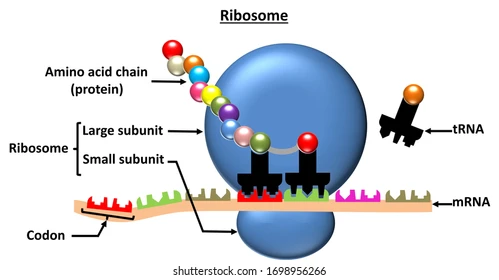 Ribosome
Amino acid chain
(protein)
Large subunit
Ribosome
Small subunit
tRNA
mRNA
Codon
shutterstock.com · 1698956266